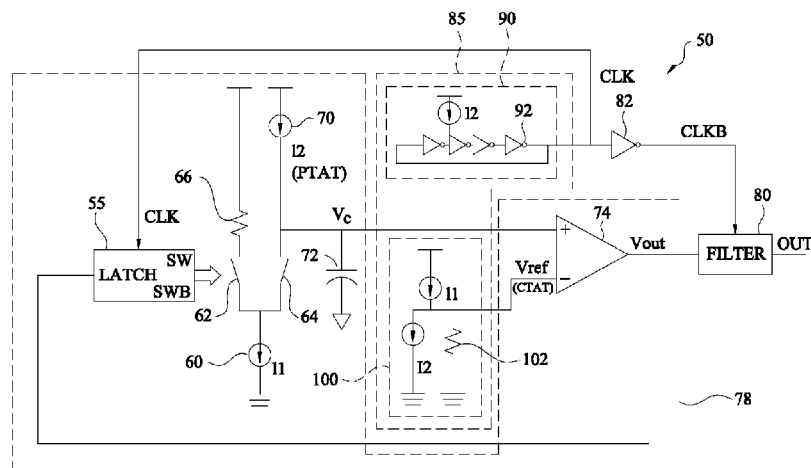 85
90
50
CLK
I2
92
82
CLKB
70
I2
(PTAT)
66
55
CLK
Vc
74
80
SW
LATCH
SWB
72
Vref
(CTAT)
+
−
Vout
FILTER
OUT
62
64
I1
60
I1
I2
100
102
78